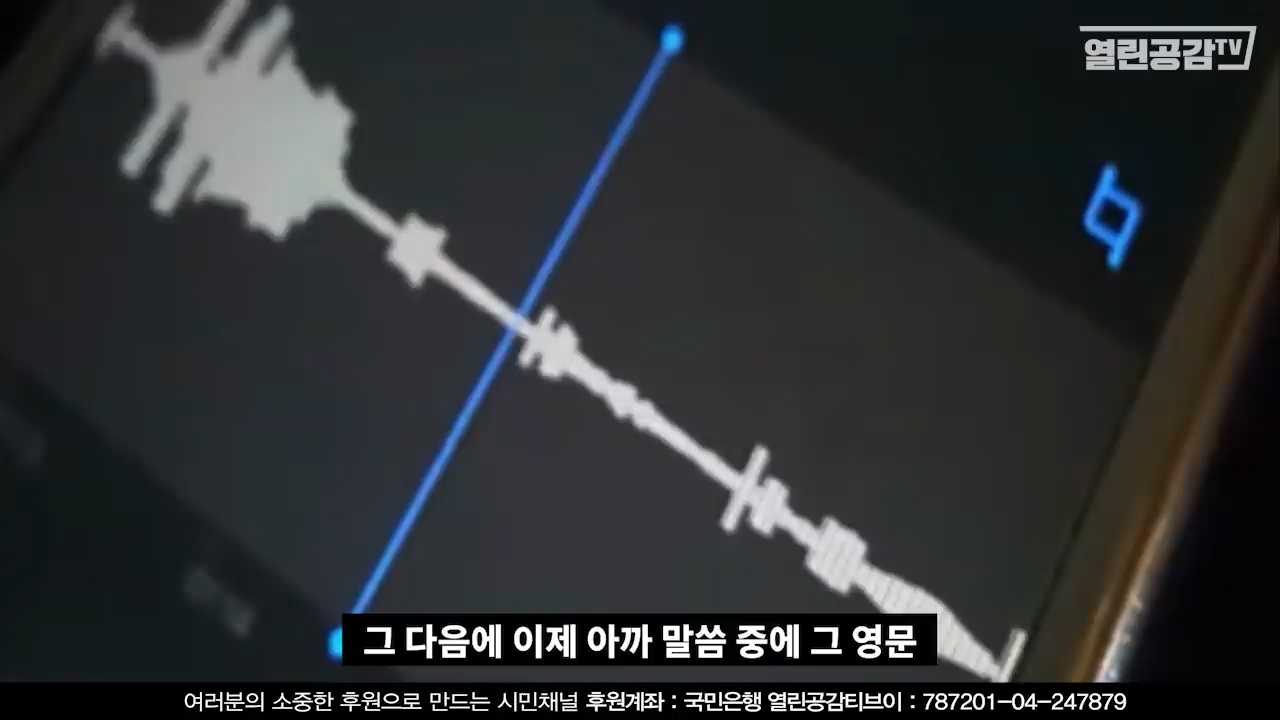 열린공감TV
그 다음에 이제 아까 말씀 중에 그 영문
여러분의 소중한 후원으로 만드는 시민채널 후원계좌 : 국민은행 열린공감티브이 : 787201-04-247879